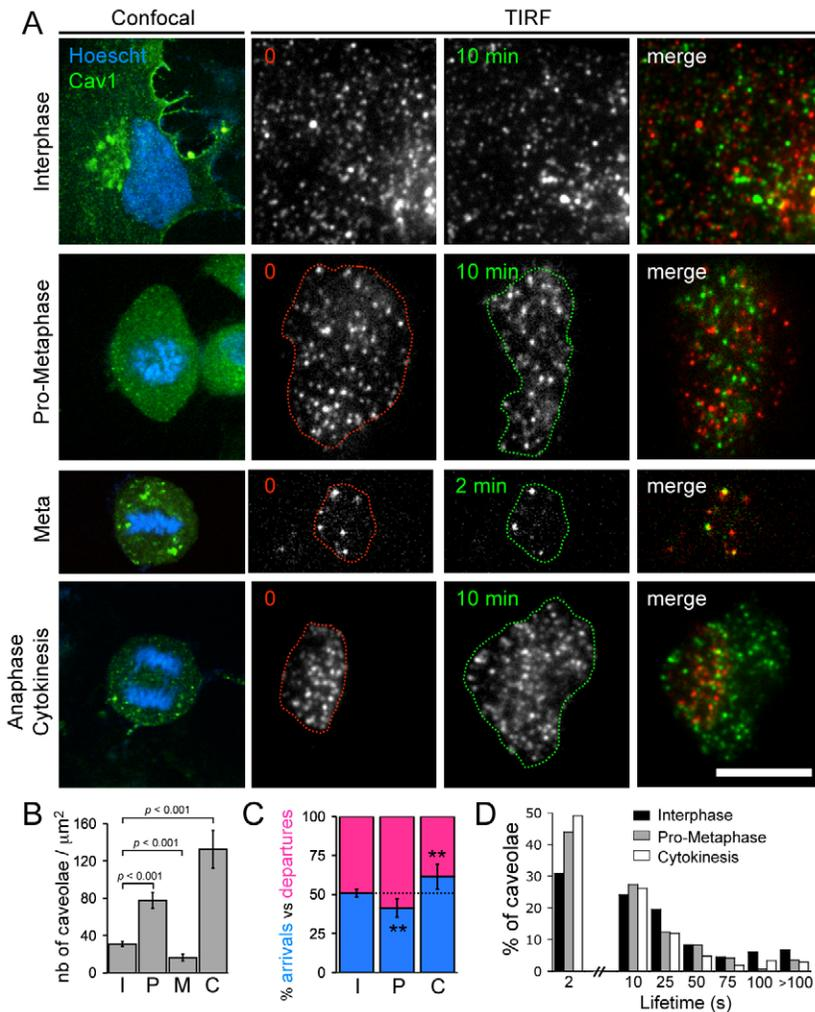 A
Confocal
TIRF
Interphase
Hoescht
Cav1
0
10 min
merge
Pro-Metaphase
0
10 min
merge
Meta
0
2 min
merge
Anaphase
Cytokinesis
0
10 min
merge
B
nb of caveolae / μm²
160
120
80
40
0
p < 0.001
p < 0.001
p < 0.001
I P M C
C
% arrivals vs departures
100
75
50
25
0
**
**
I P C
D
% of caveolae
50
40
30
20
10
0
Interphase
Pro-Metaphase
Cytokinesis
2 10 25 50 75 100 >100
Lifetime (s)